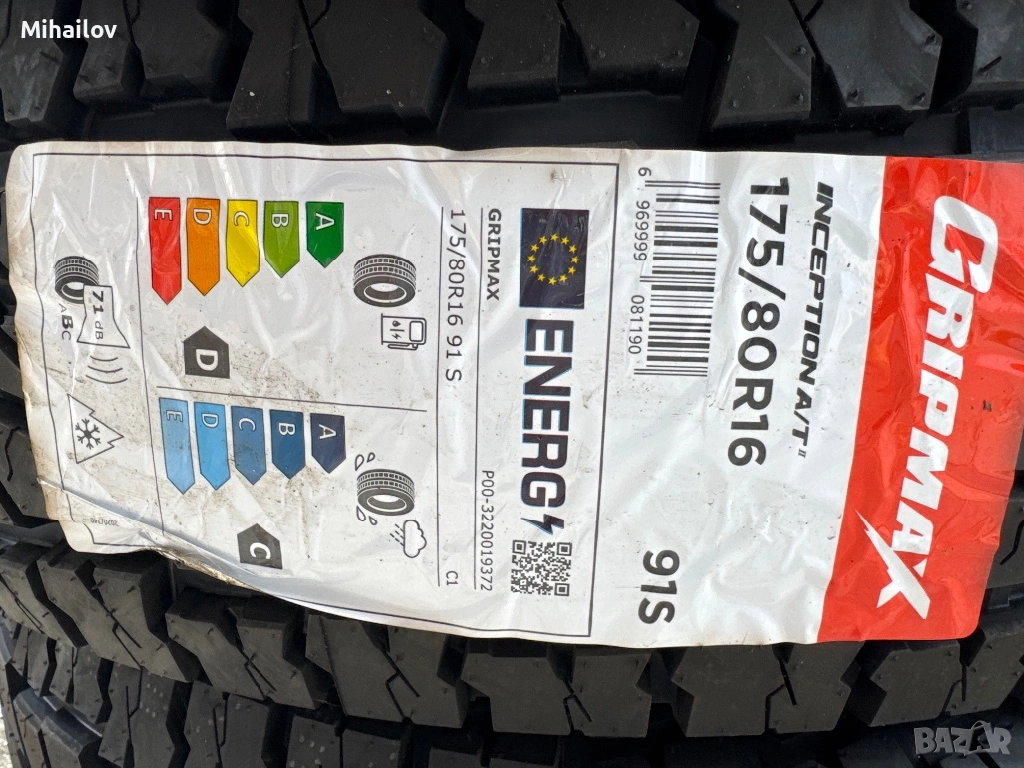 Mihailov
GRIPMAX
INCEPTION A/T II
175/80R16
91S
6 969999 081190
ENERG
GRIPMAX
P00-3220019372
175/80R16 91 S
C1
A
B
C
D
E
D
A
B
C
D
E
C
71 dB
ABC
BAZAR